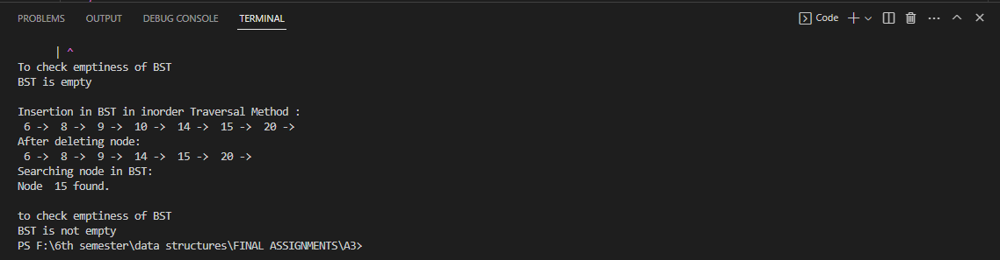 PROBLEMS OUTPUT DEBUG CONSOLE TERMINAL Code
| ^
To check emptiness of BST
BST is empty
Insertion in BST in inorder Traversal Method :
6 -> 8 -> 9 -> 10 -> 14 -> 15 -> 20 ->
After deleting node:
6 -> 8 -> 9 -> 14 -> 15 -> 20 ->
Searching node in BST:
Node 15 found.
to check emptiness of BST
BST is not empty
PS F:\6th semester\data structures\FINAL ASSIGNMENTS\A3>